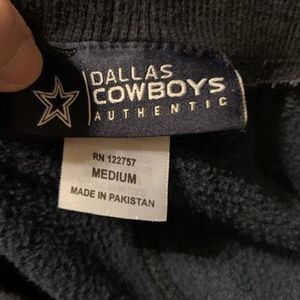 DALLAS
COWBOYS
AUTHENTIC
RN 122757
MEDIUM
MADE IN PAKISTAN